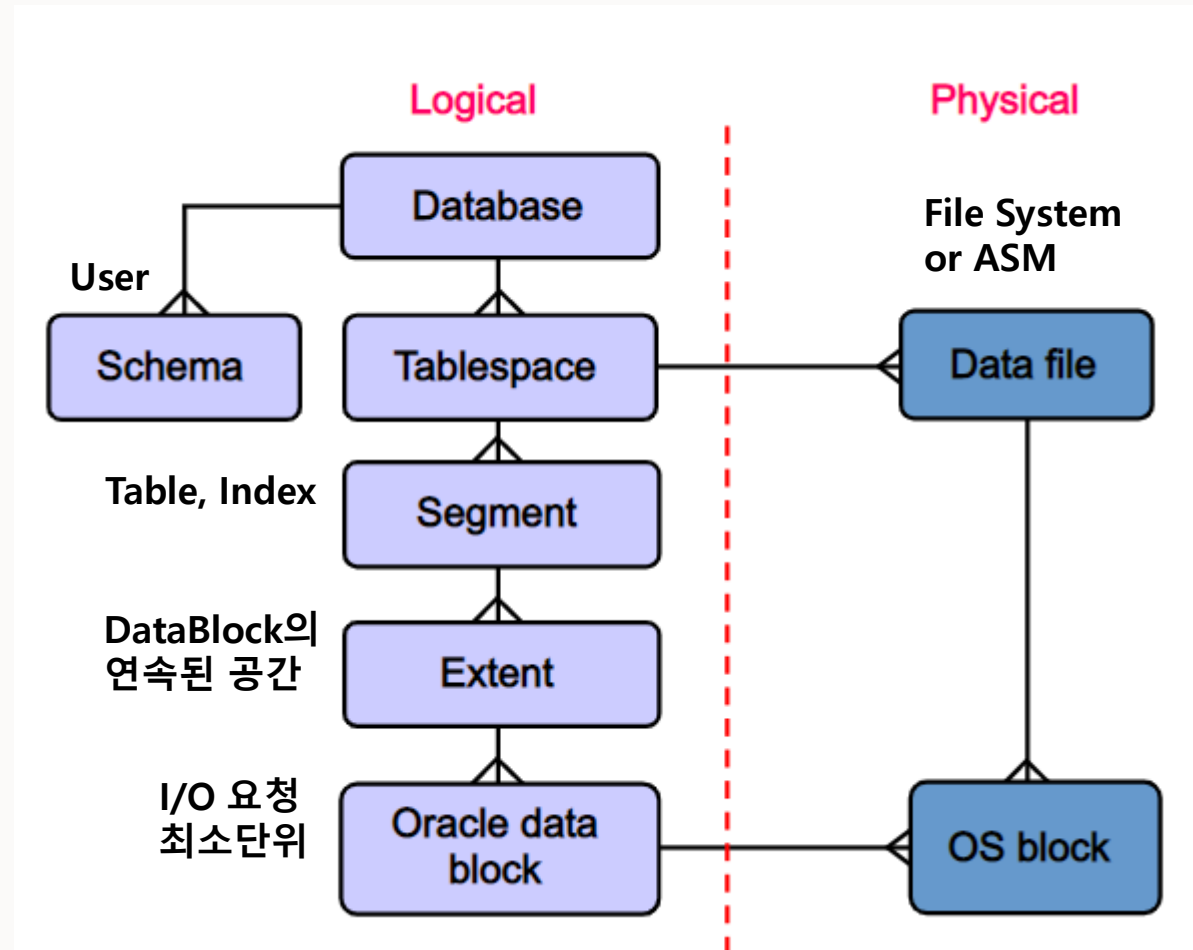 Logical
Physical
Database
File System
or ASM
User
Schema
Tablespace
Data file
Table, Index
Segment
DataBlock의
연속된 공간
Extent
I/O 요청
최소단위
Oracle data
block
OS block